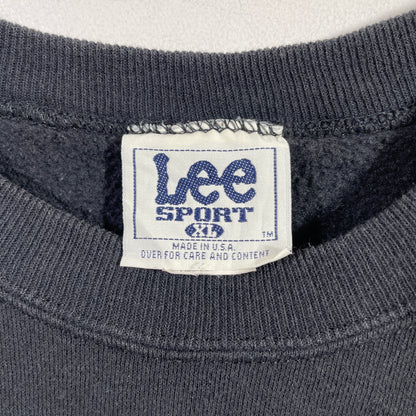 Lee
SPORT
XL
TM
MADE IN U.S.A.
OVER FOR CARE AND CONTENT